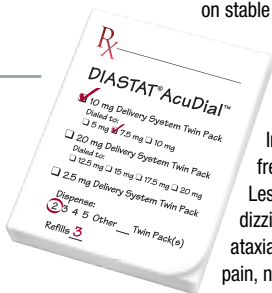 on stable
Rx
DIASTAT® AcuDial™
10 mg Delivery System Twin Pack
Dialed to:
5 mg 7.5 mg 10 mg
20 mg Delivery System Twin Pack
Dialed to:
12.5 mg 15 mg 17.5 mg 20 mg
2.5 mg Delivery System Twin Pack
Dispense:
2 3 4 5 Other__ Twin Pack(s)
Refills 3
In
fre
Les
dizzi
ataxia
pain, n